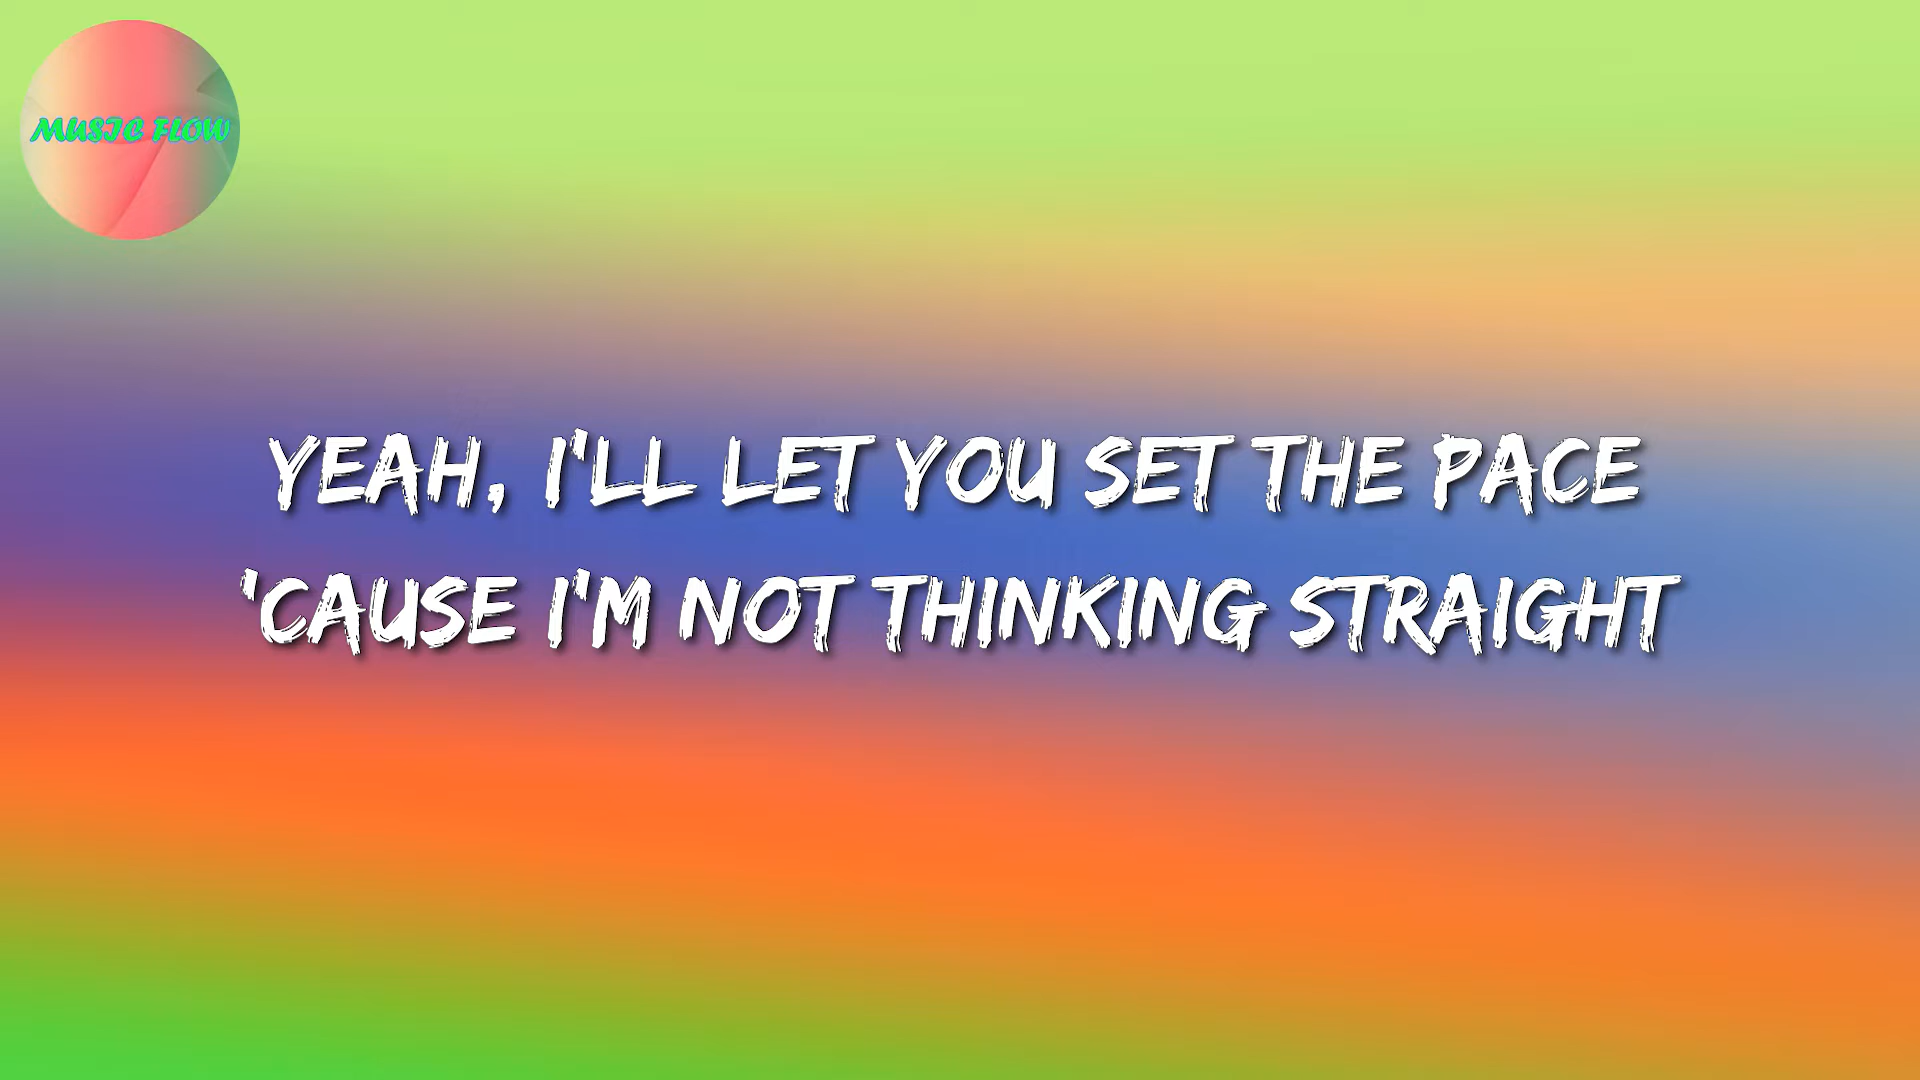 MUSIC FLOW
YEAH, I'LL LET YOU SET THE PACE
'CAUSE I'M NOT THINKING STRAIGHT